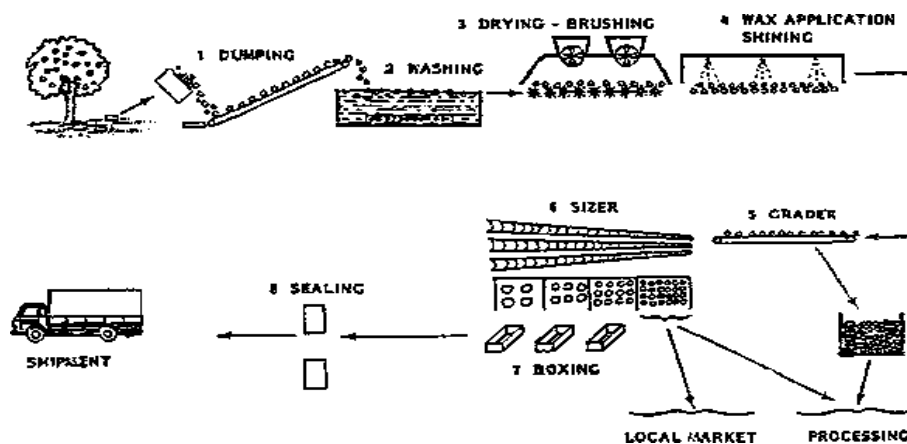 1 DUMPING
2 WASHING
3 DRYING - BRUSHING
4 WAX APPLICATION
SHINING
5 GRADER
6 SIZER
7 BOXING
8 SEALING
SHIPMENT
LOCAL MARKET
PROCESSING